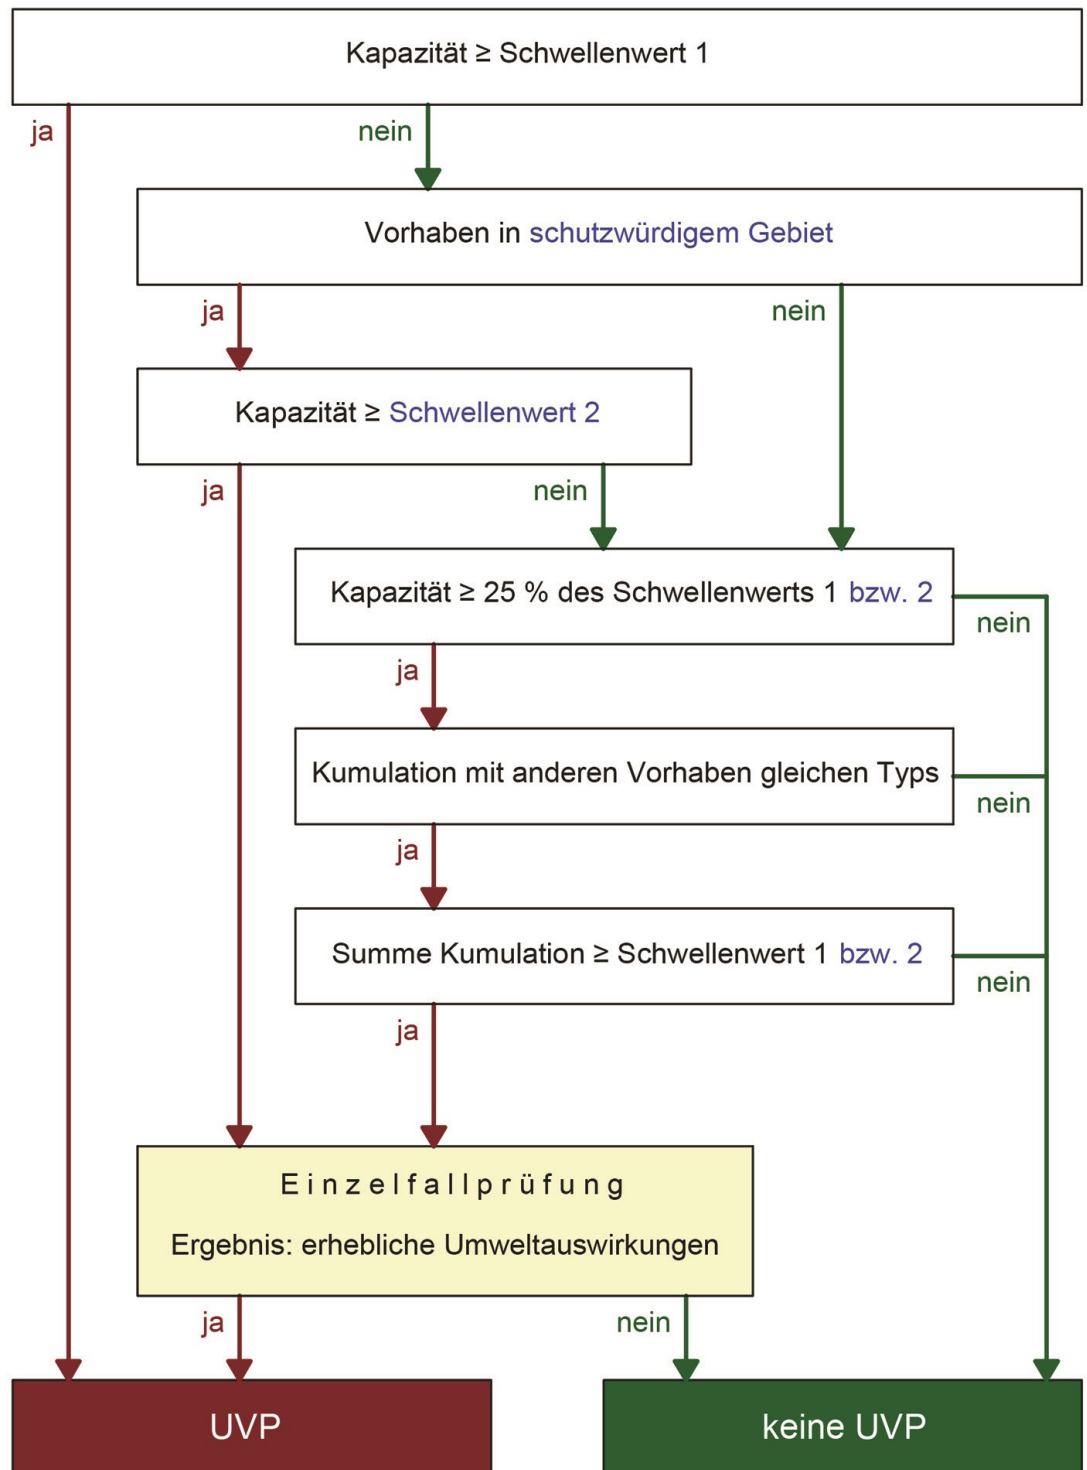 Kapazität ≥ Schwellenwert 1
ja
nein
Vorhaben in schutzwürdigem Gebiet
ja
nein
Kapazität ≥ Schwellenwert 2
ja
nein
Kapazität ≥ 25 % des Schwellenwerts 1 bzw. 2
nein
ja
Kumulation mit anderen Vorhaben gleichen Typs
nein
ja
Summe Kumulation ≥ Schwellenwert 1 bzw. 2
nein
ja
Einzelfallprüfung
Ergebnis: erhebliche Umweltauswirkungen
ja
nein
UVP
keine UVP